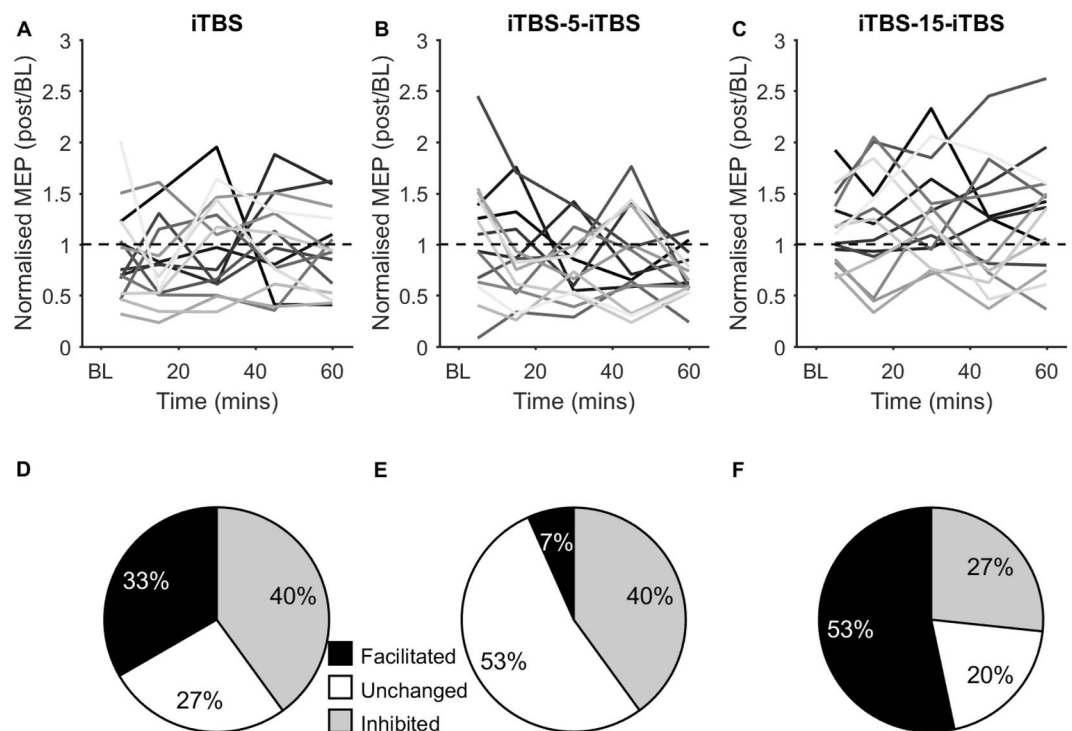 A
iTBS
3
2.5
2
1.5
1
0.5
0
Normalised MEP (post/BL)
BL
20
40
60
Time (mins)
B
iTBS-5-iTBS
3
2.5
2
1.5
1
0.5
0
Normalised MEP (post/BL)
BL
20
40
60
Time (mins)
C
iTBS-15-iTBS
3
2.5
2
1.5
1
0.5
0
Normalised MEP (post/BL)
BL
20
40
60
Time (mins)
D
33%
40%
27%
Facilitated
Unchanged
Inhibited
E
7%
40%
53%
F
27%
53%
20%